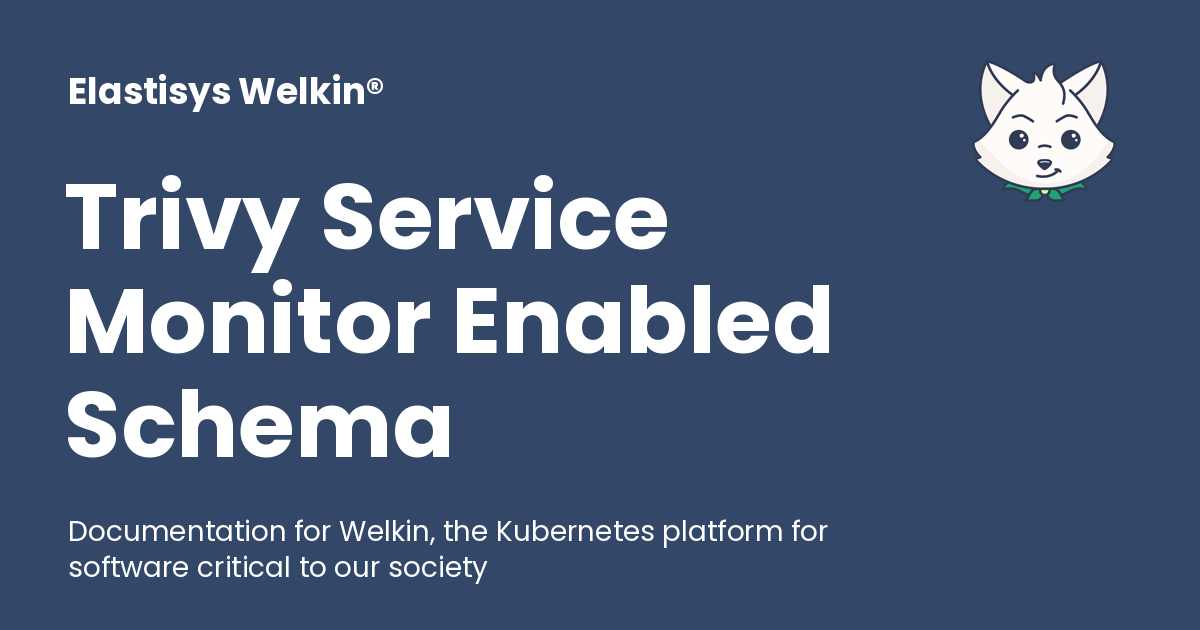 Elastisys Welkin®
Trivy Service
Monitor Enabled
Schema
Documentation for Welkin, the Kubernetes platform for
software critical to our society